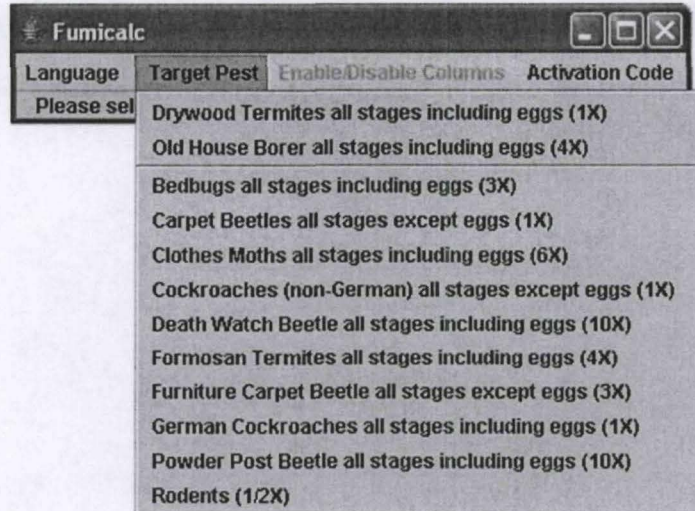 Fumicalc
Language Target Pest Enable/Disable Columns Activation Code
Please sel
Drywood Termites all stages including eggs (1X)
Old House Borer all stages including eggs (4X)
Bedbugs all stages including eggs (3X)
Carpet Beetles all stages except eggs (1X)
Clothes Moths all stages including eggs (6X)
Cockroaches (non-German) all stages except eggs (1X)
Death Watch Beetle all stages including eggs (10X)
Formosan Termites all stages including eggs (4X)
Furniture Carpet Beetle all stages except eggs (3X)
German Cockroaches all stages including eggs (1X)
Powder Post Beetle all stages including eggs (10X)
Rodents (1/2X)